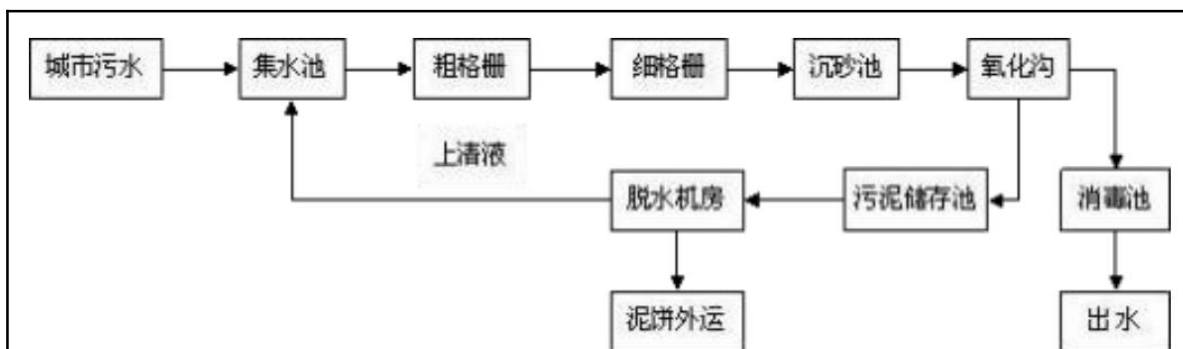 城市污水
集水池
粗格栅
细格栅
沉砂池
氧化沟
上清液
脱水机房
污泥储存池
消毒池
泥饼外运
出水